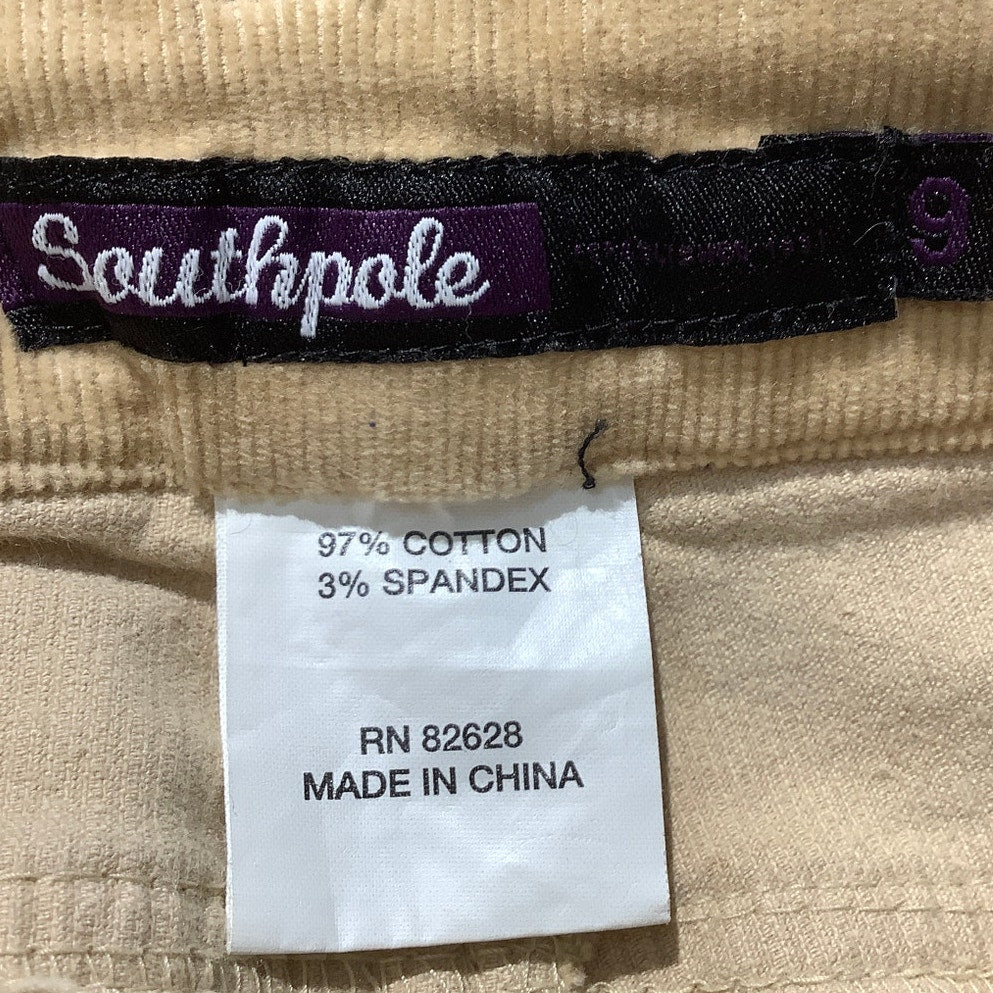 Southpole
9
97% COTTON
3% SPANDEX
RN 82628
MADE IN CHINA